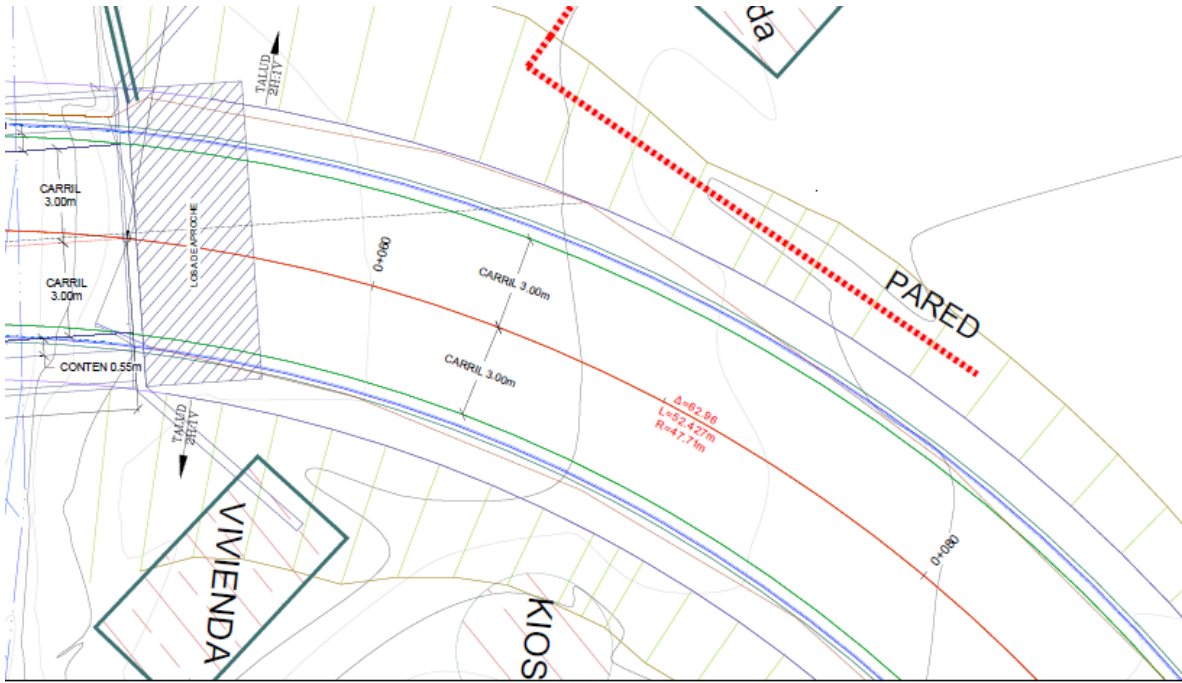 da
TALUD
2H:1V
CARRIL
3.00m
LOSA DE APROCHE
0+060
CARRIL 3.00m
CARRIL
3.00m
PARED
CARRIL 3.00m
CONTEN 0.55m
Δ=62.96
L=52.427m
R=47.71m
TALUD
2H:1V
VIVIENDA
0+080
KIOS